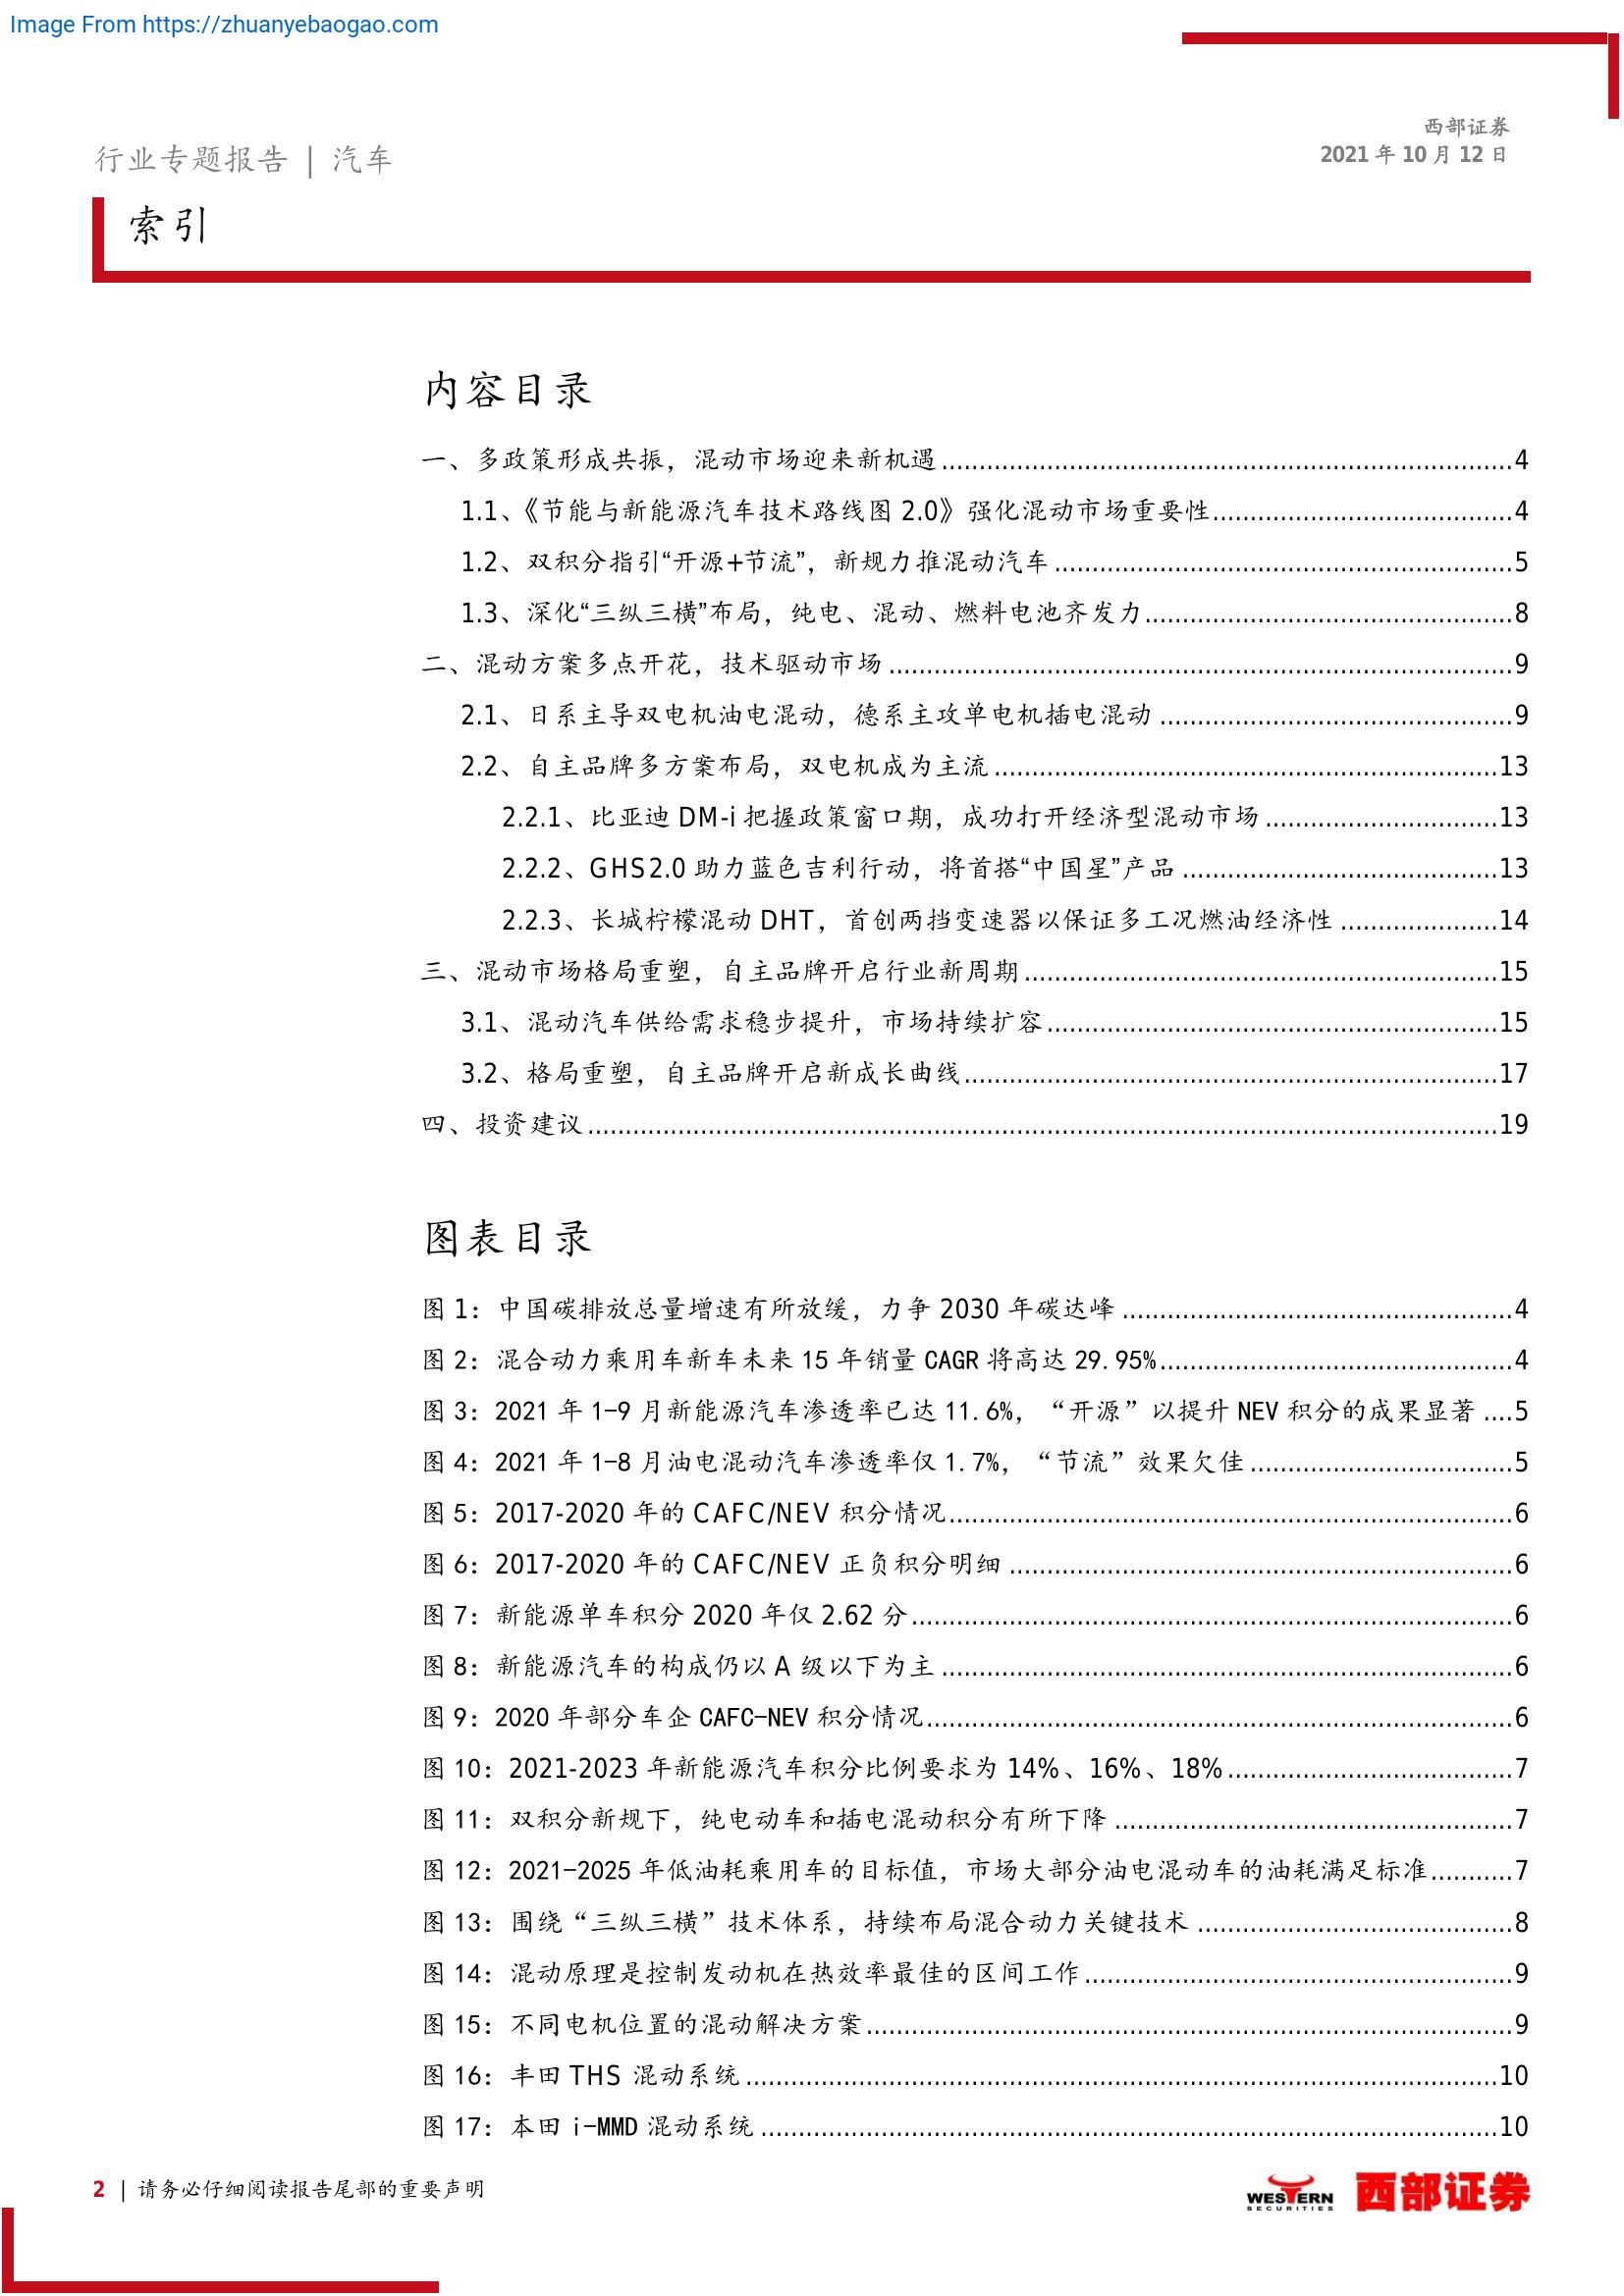 Image From https://zhuanyebaogao.com
西部证券
2021 年 10 月 12 日
行业专题报告 | 汽车
索引
内容目录
一、多政策形成共振，混动市场迎来新机遇............4
1.1、《节能与新能源汽车技术路线图 2.0》强化混动市场重要性............4
1.2、双积分指引“开源+节流”，新规力推混动汽车............5
1.3、深化“三纵三横”布局，纯电、混动、燃料电池齐发力............8
二、混动方案多点开花，技术驱动市场............9
2.1、日系主导双电机油电混动，德系主攻单电机插电混动............9
2.2、自主品牌多方案布局，双电机成为主流............13
2.2.1、比亚迪 DM-i 把握政策窗口期，成功打开经济型混动市场............13
2.2.2、GHS2.0 助力蓝色吉利行动，将首搭“中国星”产品............13
2.2.3、长城柠檬混动 DHT，首创两挡变速器以保证多工况燃油经济性............14
三、混动市场格局重塑，自主品牌开启行业新周期............15
3.1、混动汽车供给需求稳步提升，市场持续扩容............15
3.2、格局重塑，自主品牌开启新成长曲线............17
四、投资建议............19
图表目录
图 1：中国碳排放总量增速有所放缓，力争 2030 年碳达峰............4
图 2：混合动力乘用车新车未来 15 年销量 CAGR 将高达 29.95%............4
图 3：2021 年 1-9 月新能源汽车渗透率已达 11.6%，“开源”以提升 NEV 积分的成果显著....5
图 4：2021 年 1-8 月油电混动汽车渗透率仅 1.7%，“节流”效果欠佳............5
图 5：2017-2020 年的 CAFC/NEV 积分情况............6
图 6：2017-2020 年的 CAFC/NEV 正负积分明细............6
图 7：新能源单车积分 2020 年仅 2.62 分............6
图 8：新能源汽车的构成仍以 A 级以下为主............6
图 9：2020 年部分车企 CAFC-NEV 积分情况............6
图 10：2021-2023 年新能源汽车积分比例要求为 14%、16%、18%............7
图 11：双积分新规下，纯电动车和插电混动积分有所下降............7
图 12：2021-2025 年低油耗乘用车的目标值，市场大部分油电混动车的油耗满足标准...........7
图 13：围绕“三纵三横”技术体系，持续布局混合动力关键技术............8
图 14：混动原理是控制发动机在热效率最佳的区间工作............9
图 15：不同电机位置的混动解决方案............9
图 16：丰田 THS 混动系统............10
图 17：本田 i-MMD 混动系统............10
2 | 请务必仔细阅读报告尾部的重要声明
WESTERN
SECURITIES
西部证券